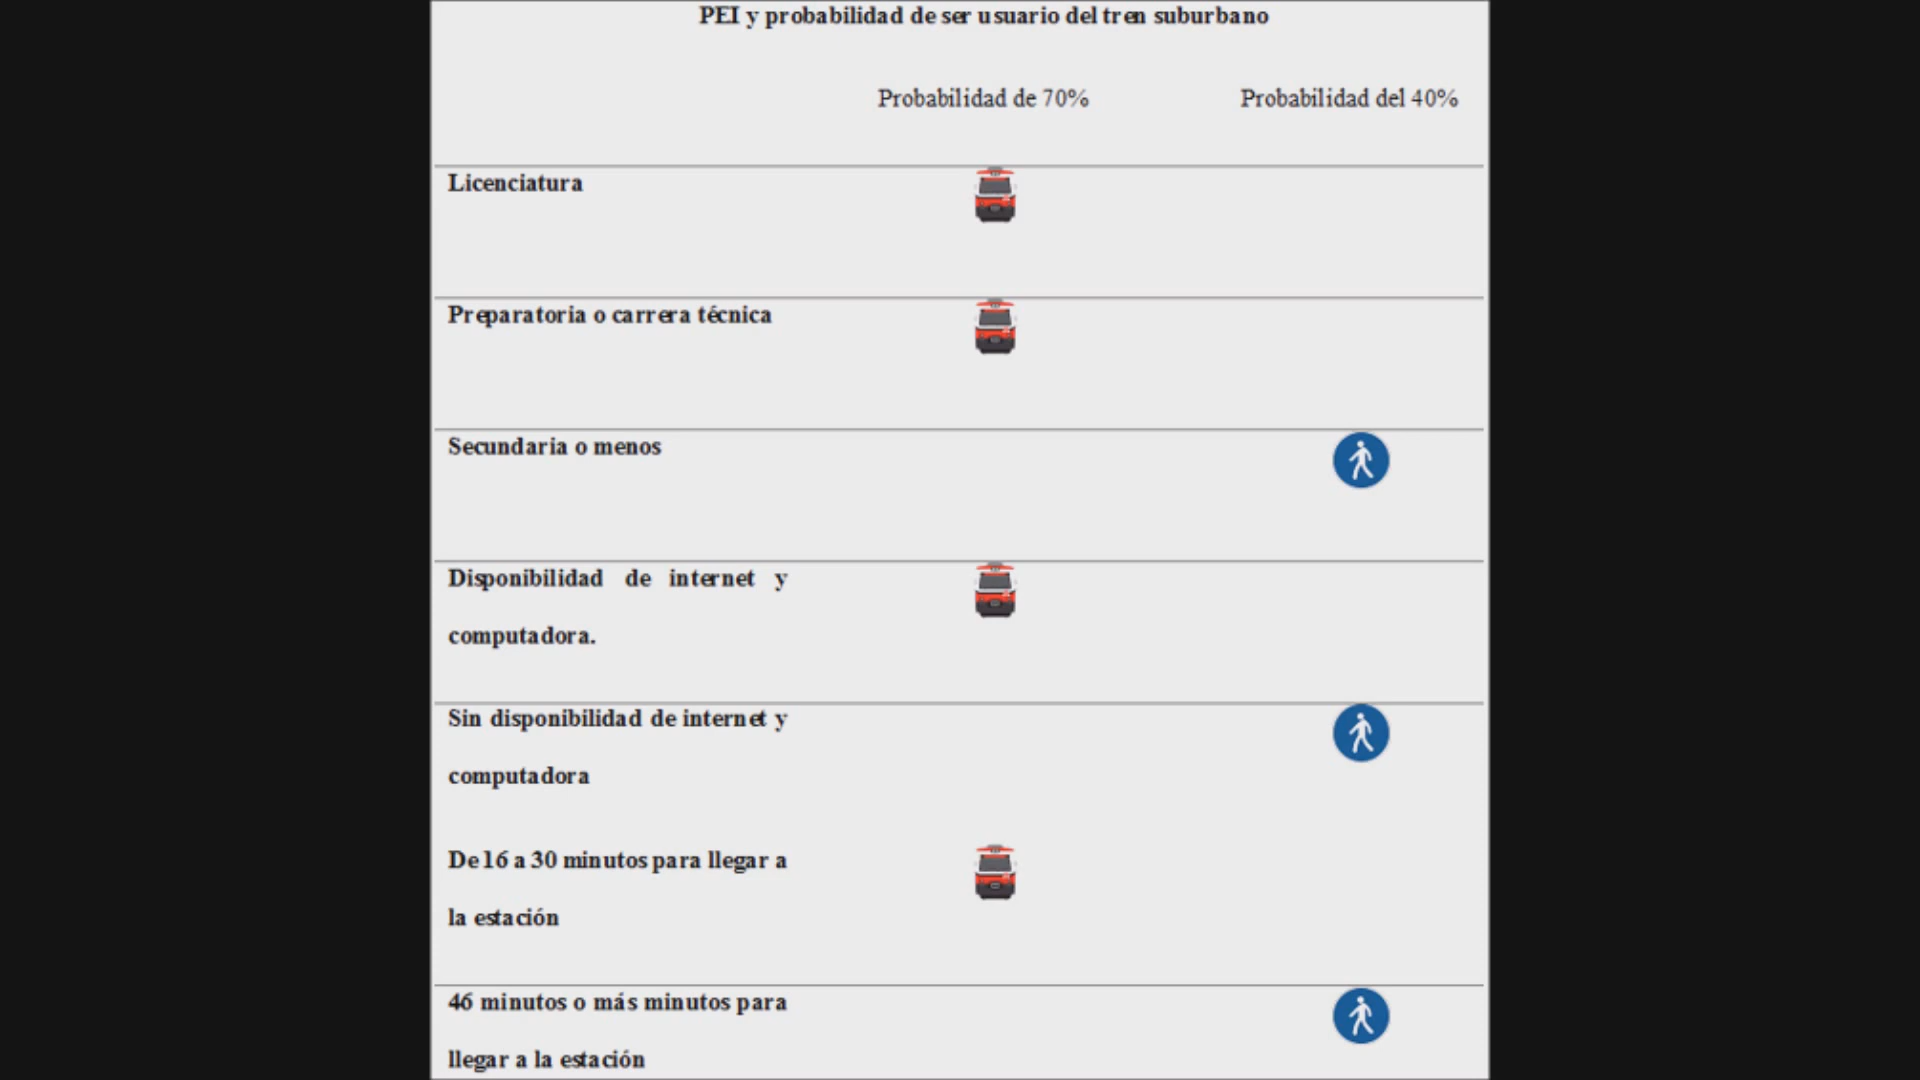 PEI y probabilidad de ser usuario del tren suburbano
Probabilidad de 70% Probabilidad del 40%
Licenciatura
Preparatoria o carrera técnica
Secundaria o menos
Disponibilidad de internet y
computadora.
Sin disponibilidad de internet y
computadora
De 16 a 30 minutos para llegar a
la estación
46 minutos o más minutos para
llegar a la estación